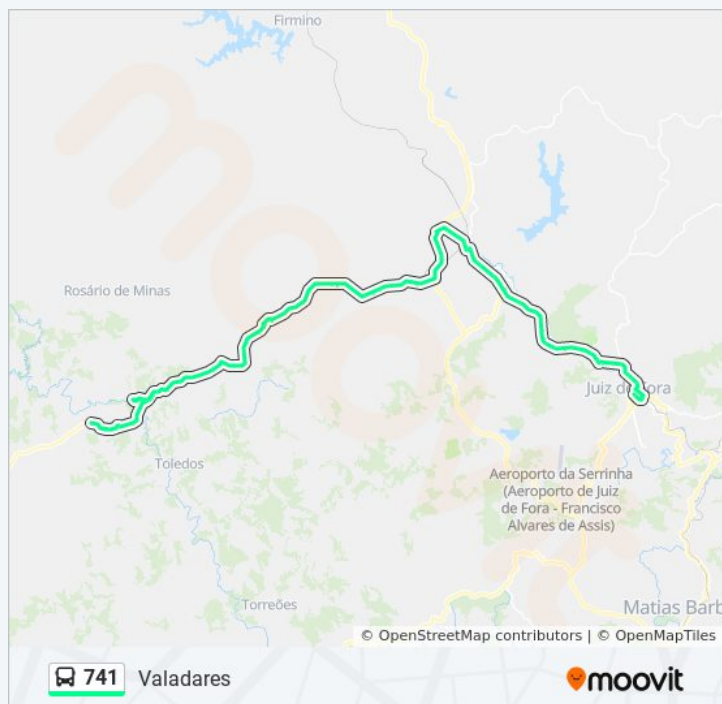 Firmino
Rosário de Minas
Juiz de Fora
Toledos
Aeroporto da Serrinha
(Aeroporto de Juiz
de Fora - Francisco
Alvares de Assis)
Torreões
Matias Barb
© OpenStreetMap contributors | © OpenMapTiles
741 Valadares
moovit